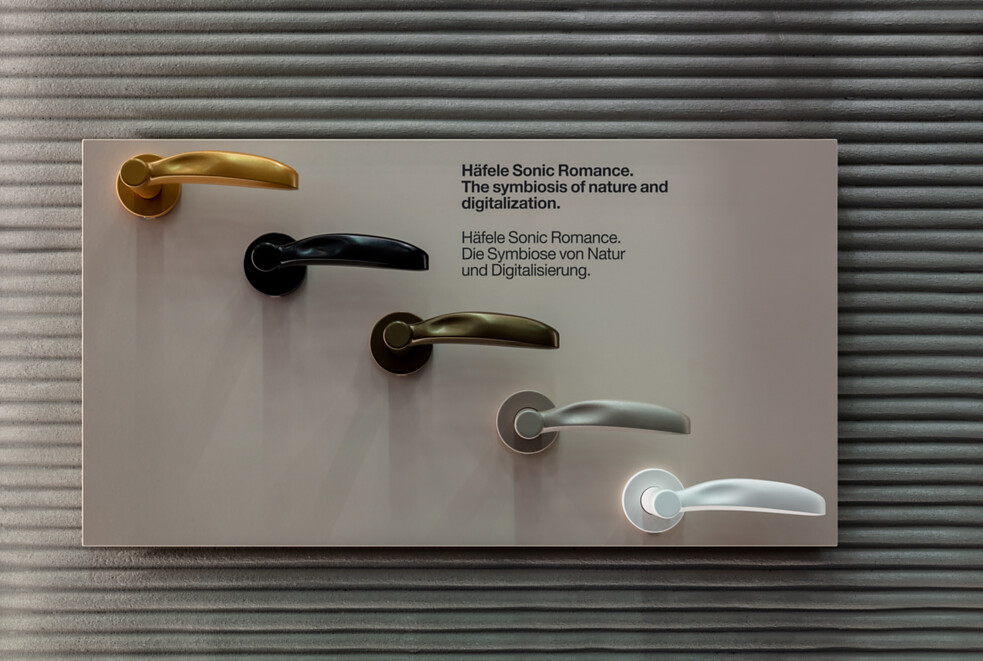 Häfele Sonic Romance.
The symbiosis of nature and
digitalization.
Häfele Sonic Romance.
Die Symbiose von Natur
und Digitalisierung.